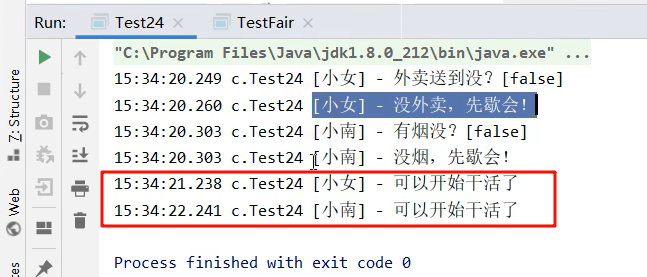 Run: Test24 TestFair
"C:\Program Files\Java\jdk1.8.0_212\bin\java.exe" ...
15:34:20.249 c.Test24 [小女] - 外卖送到没？[false]
15:34:20.260 c.Test24 [小女] - 没外卖，先歇会！
15:34:20.303 c.Test24 [小南] - 有烟没？[false]
15:34:20.303 c.Test24 [小南] - 没烟，先歇会！
15:34:21.238 c.Test24 [小女] - 可以开始干活了
15:34:22.241 c.Test24 [小南] - 可以开始干活了
Process finished with exit code 0
Z: Structure
Web
ites